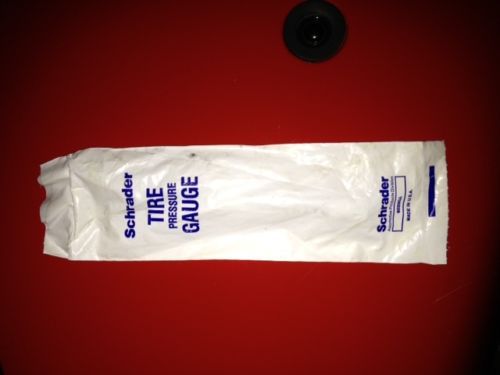 Schrader
TIRE
PRESSURE
GAUGE
Schrader
MADE IN U.S.A.